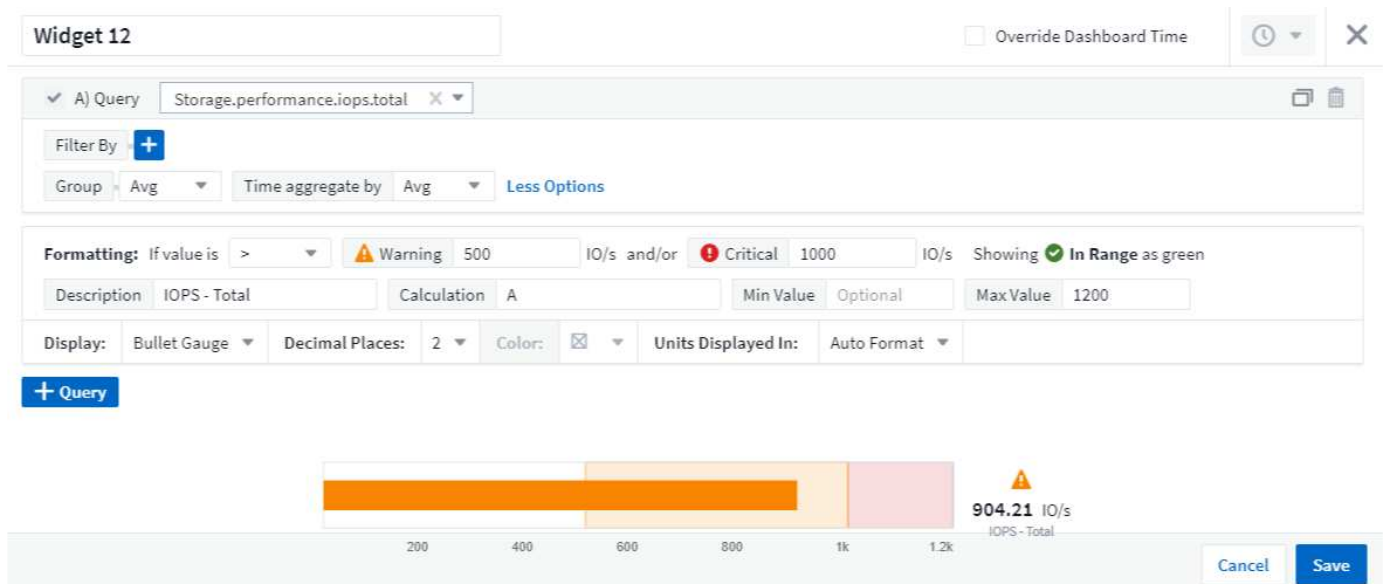 Widget 12 Override Dashboard Time
A) Query Storage.performance.iops.total
Filter By
Group Avg Time aggregate by Avg Less Options
Formatting: If value is > Warning 500 IO/s and/or Critical 1000 IO/s Showing In Range as green
Description IOPS - Total Calculation A Min Value Optional Max Value 1200
Display: Bullet Gauge Decimal Places: 2 Color: Units Displayed In: Auto Format
+ Query
904.21 IO/s
IOPS - Total
200 400 600 800 1k 1.2k
Cancel Save